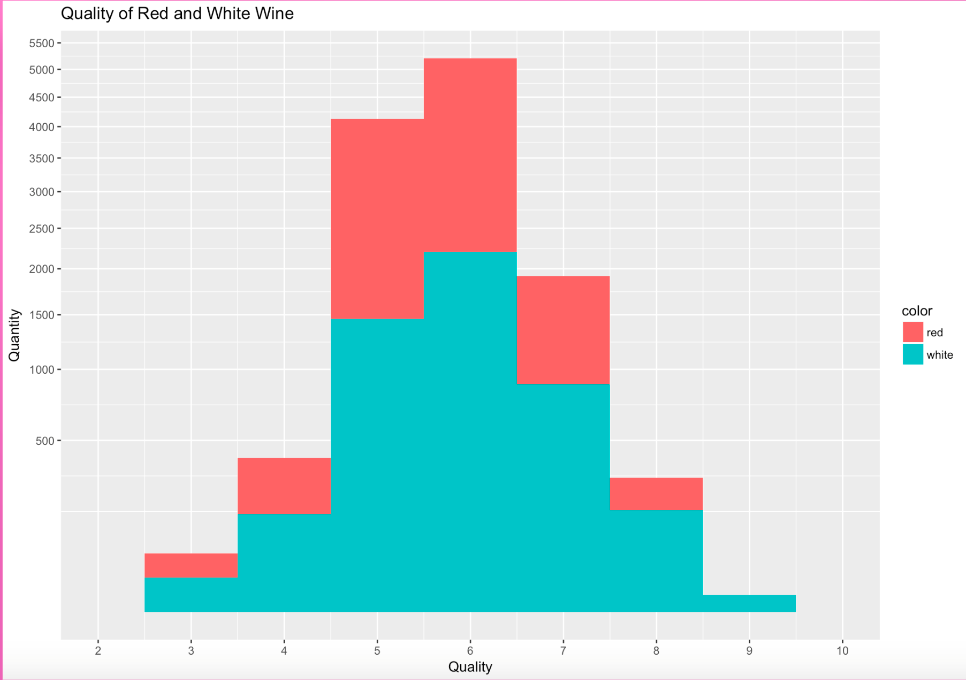 Quality of Red and White Wine
5500
5000
4500
4000
3500
3000
2500
2000
1500
1000
500
Quantity
2 3 4 5 6 7 8 9 10
Quality
color
red
white